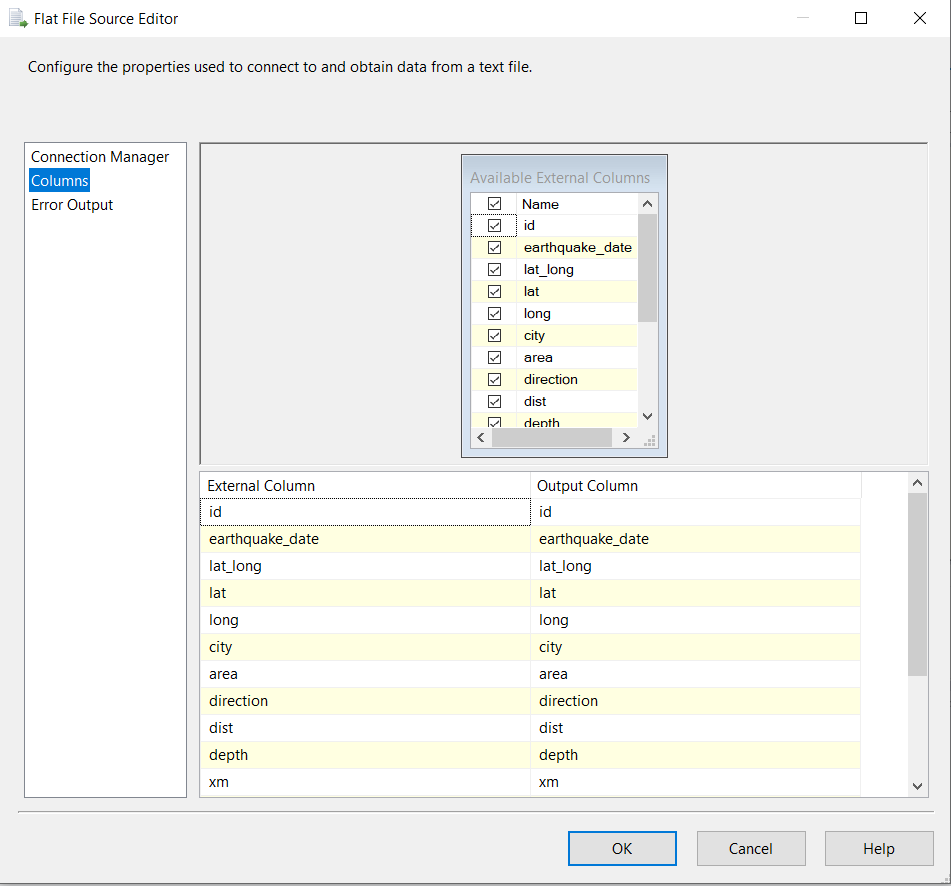 Flat File Source Editor
Configure the properties used to connect to and obtain data from a text file.
Connection Manager
Columns
Error Output
Available External Columns
Name
id
earthquake_date
lat_long
lat
long
city
area
direction
dist
depth
External Column Output Column
id id
earthquake_date earthquake_date
lat_long lat_long
lat lat
long long
city city
area area
direction direction
dist dist
depth depth
xm xm
OK Cancel Help